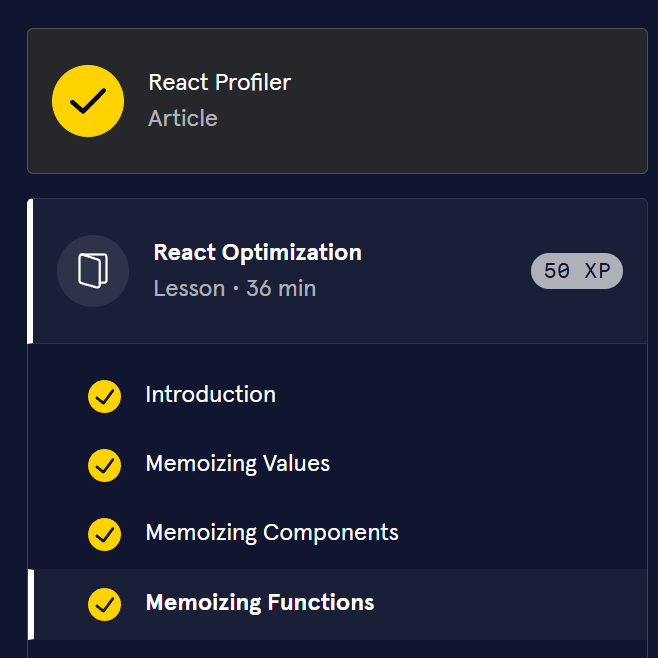 React Profiler
Article
React Optimization
Lesson • 36 min
50 XP
Introduction
Memoizing Values
Memoizing Components
Memoizing Functions